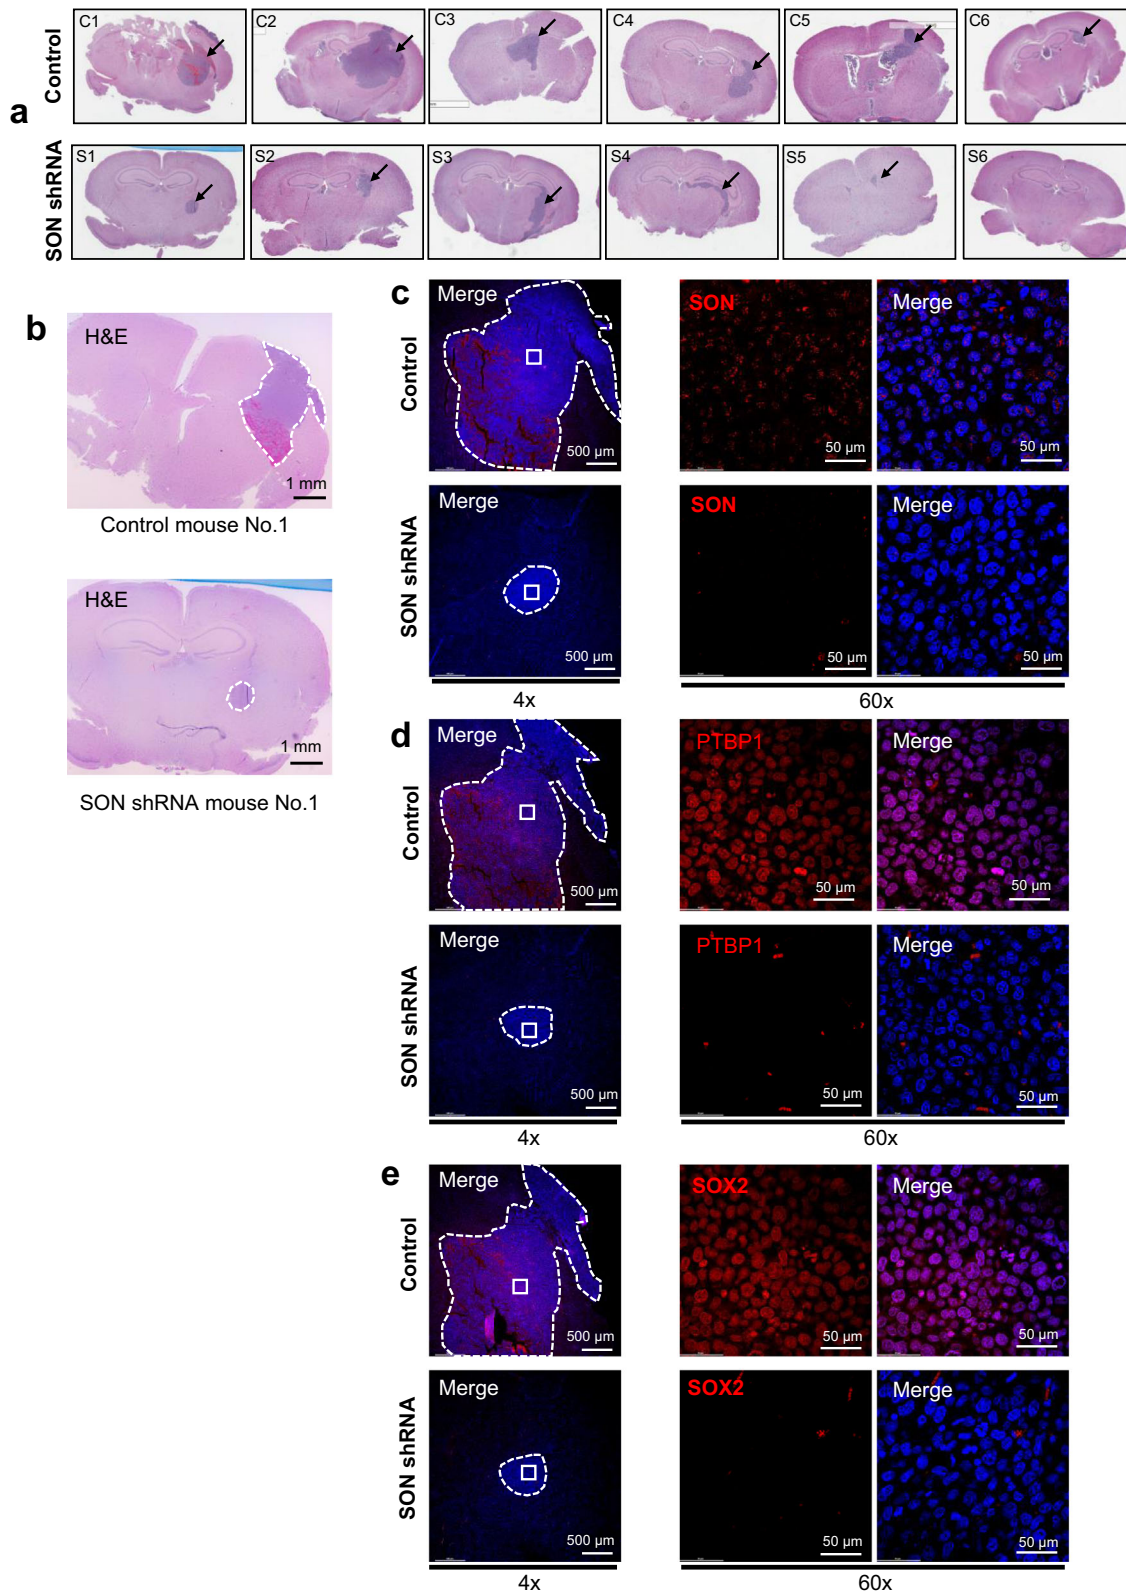 a
Control
C1
C2
C3
C4
C5
C6
SON shRNA
S1
S2
S3
S4
S5
S6
b
H&E
1 mm
Control mouse No.1
H&E
1 mm
SON shRNA mouse No.1
c
Control
Merge
500 µm
SON
50 µm
Merge
50 µm
SON shRNA
Merge
500 µm
SON
50 µm
Merge
50 µm
4x
60x
d
Control
Merge
500 µm
PTBP1
50 µm
Merge
50 µm
SON shRNA
Merge
500 µm
PTBP1
50 µm
Merge
50 µm
4x
60x
e
Control
Merge
500 µm
SOX2
50 µm
Merge
50 µm
SON shRNA
Merge
500 µm
SOX2
50 µm
Merge
50 µm
4x
60x